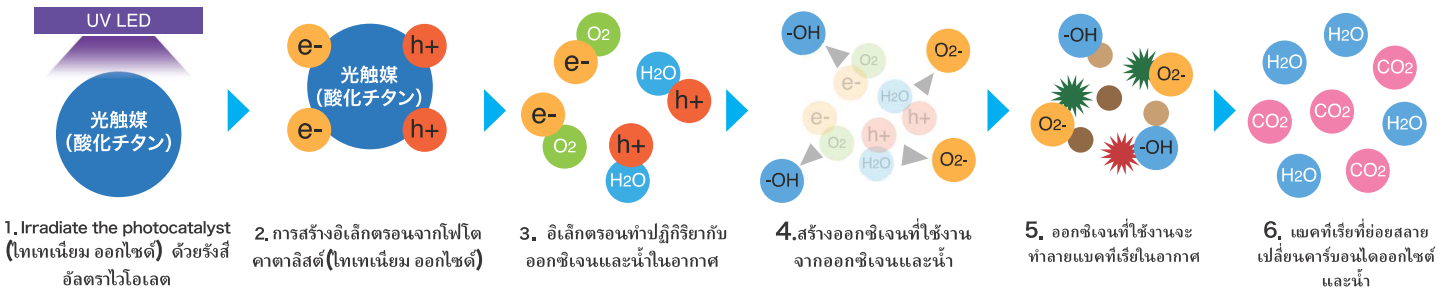 UV LED
光触媒
(酸化チタン)
e-
h+
光触媒
(酸化チタン)
e-
h+
O2
e-
H2O
h+
e-
O2
h+
H2O
-OH
O2
e-
O2-
H2O
e-
h+
O2
H2O
-OH
O2-
-OH
O2-
O2-
-OH
H2O
H2O
CO2
CO2
CO2
H2O
H2O
CO2
1. Irradiate the photocatalyst
(ไทเทเนียม ออกไซด์) ด้วยรังสี
อัลตราไวโอเลต
2. การสร้างอิเล็กตรอนจากโฟโต
คาตาลิสต์(ไทเทเนียม ออกไซด์)
3. อิเล็กตรอนทำปฏิกิริยากับ
ออกซิเจนและน้ำในอากาศ
4.สร้างออกซิเจนที่ใช้งาน
จากออกซิเจนและน้ำ
5. ออกซิเจนที่ใช้งานจะ
ทำลายแบคทีเรียในอากาศ
6. แบคทีเรียที่ย่อยสลาย
เปลี่ยนคาร์บอนไดออกไซต์
และน้ำ